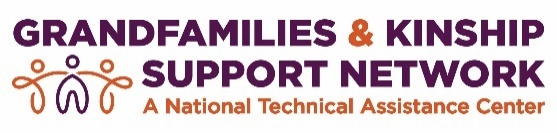 GRANDFAMILIES & KINSHIP
SUPPORT NETWORK
A National Technical Assistance Center